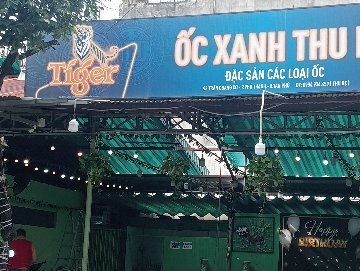 Tiger
ỐC XANH THU
ĐẶC SẢN CÁC LOẠI ỐC
Happy
BIRTHDAY